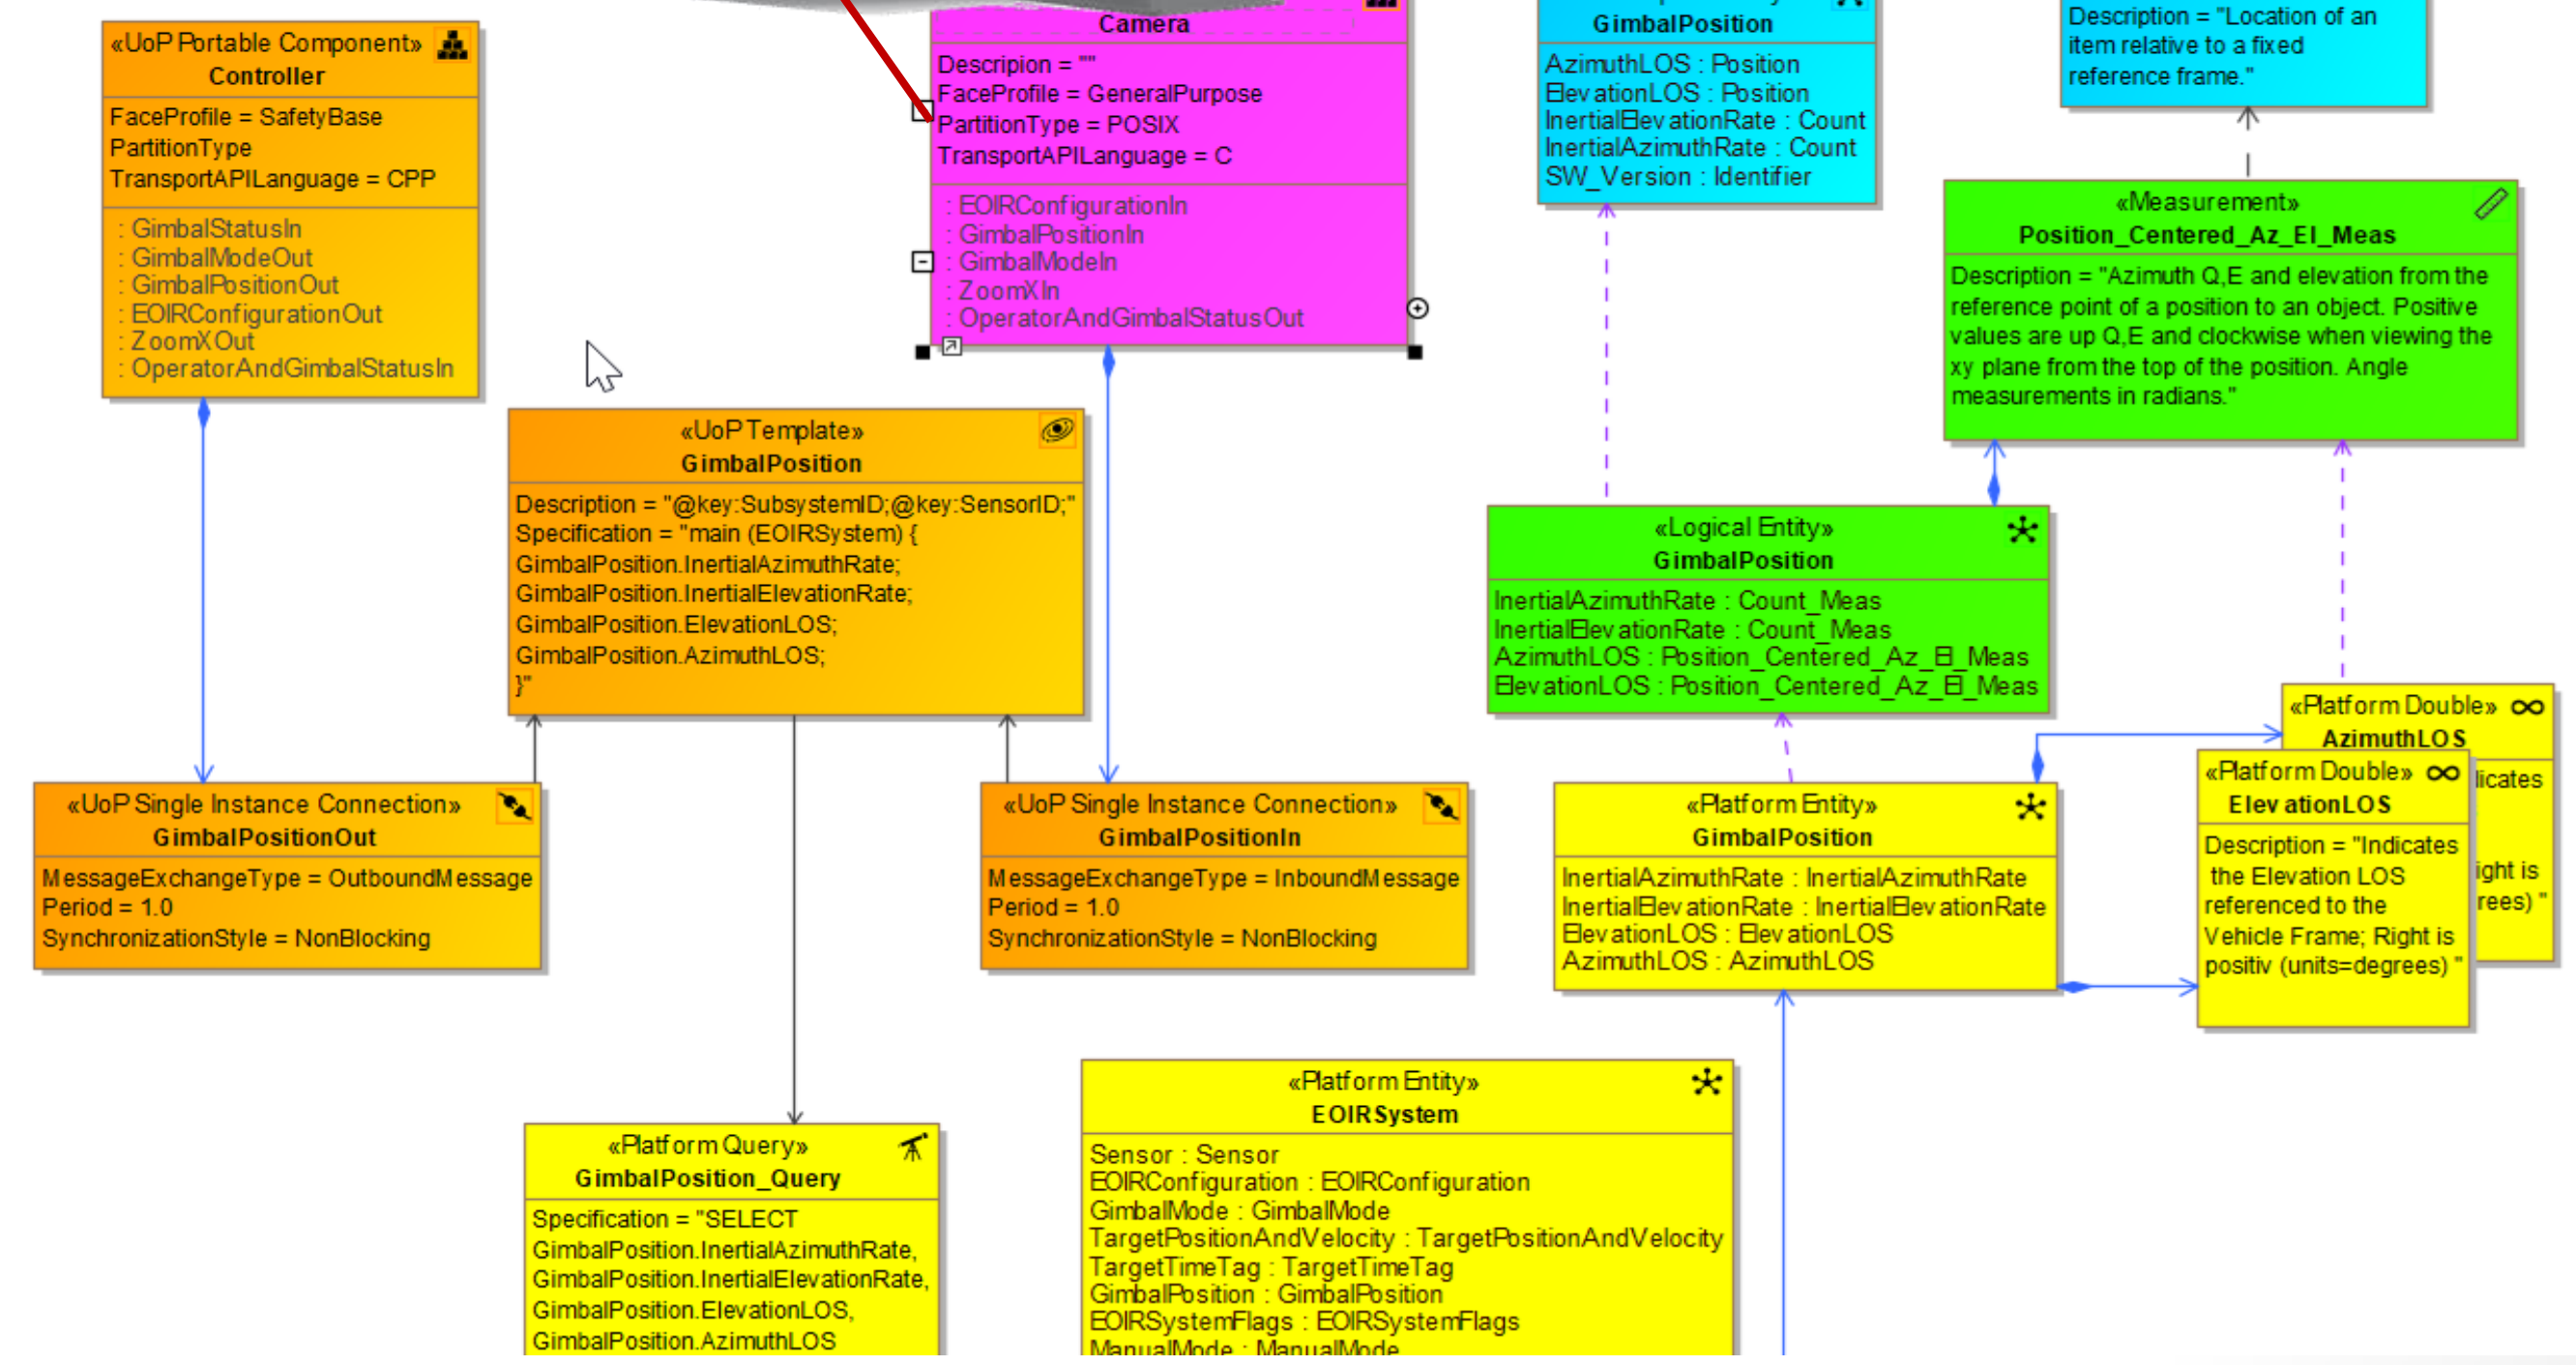 «UoP Portable Component»
Controller
FaceProfile = SafetyBase
PartitionType
TransportAPILanguage = CPP
: GimbalStatusIn
: GimbalModeOut
: GimbalPositionOut
: EOIRConfigurationOut
: ZoomXOut
: OperatorAndGimbalStatusIn
Camera
Descripion = ""
FaceProfile = GeneralPurpose
PartitionType = POSIX
TransportAPILanguage = C
: EOIRConfigurationIn
: GimbalPositionIn
: GimbalModeIn
: ZoomXIn
: OperatorAndGimbalStatusOut
GimbalPosition
AzimuthLOS : Position
ElevationLOS : Position
InertialElevationRate : Count
InertialAzimuthRate : Count
SW_Version : Identifier
Description = "Location of an
item relative to a fixed
reference frame."
«Measurement»
Position_Centered_Az_El_Meas
Description = "Azimuth Q,E and elevation from the
reference point of a position to an object. Positive
values are up Q,E and clockwise when viewing the
xy plane from the top of the position. Angle
measurements in radians."
«UoP Template»
GimbalPosition
Description = "@key:SubsystemID;@key:SensorID;"
Specification = "main (EOIRSystem) {
GimbalPosition.InertialAzimuthRate;
GimbalPosition.InertialElevationRate;
GimbalPosition.ElevationLOS;
GimbalPosition.AzimuthLOS;
}"
«Logical Entity»
GimbalPosition
InertialAzimuthRate : Count_Meas
InertialElevationRate : Count_Meas
AzimuthLOS : Position_Centered_Az_El_Meas
ElevationLOS : Position_Centered_Az_El_Meas
«UoP Single Instance Connection»
GimbalPositionOut
MessageExchangeType = OutboundMessage
Period = 1.0
SynchronizationStyle = NonBlocking
«UoP Single Instance Connection»
GimbalPositionIn
MessageExchangeType = InboundMessage
Period = 1.0
SynchronizationStyle = NonBlocking
«Platform Entity»
GimbalPosition
InertialAzimuthRate : InertialAzimuthRate
InertialElevationRate : InertialElevationRate
ElevationLOS : ElevationLOS
AzimuthLOS : AzimuthLOS
«Platform Double»
AzimuthLOS
licates
ight is
rees) "
«Platform Double»
ElevationLOS
Description = "Indicates
the Elevation LOS
referenced to the
Vehicle Frame; Right is
positiv (units=degrees) "
«Platform Query»
GimbalPosition_Query
Specification = "SELECT
GimbalPosition.InertialAzimuthRate,
GimbalPosition.InertialElevationRate,
GimbalPosition.ElevationLOS,
GimbalPosition.AzimuthLOS
«Platform Entity»
EOIRSystem
Sensor : Sensor
EOIRConfiguration : EOIRConfiguration
GimbalMode : GimbalMode
TargetPositionAndVelocity : TargetPositionAndVelocity
TargetTimeTag : TargetTimeTag
GimbalPosition : GimbalPosition
EOIRSystemFlags : EOIRSystemFlags
ManualMode : ManualMode